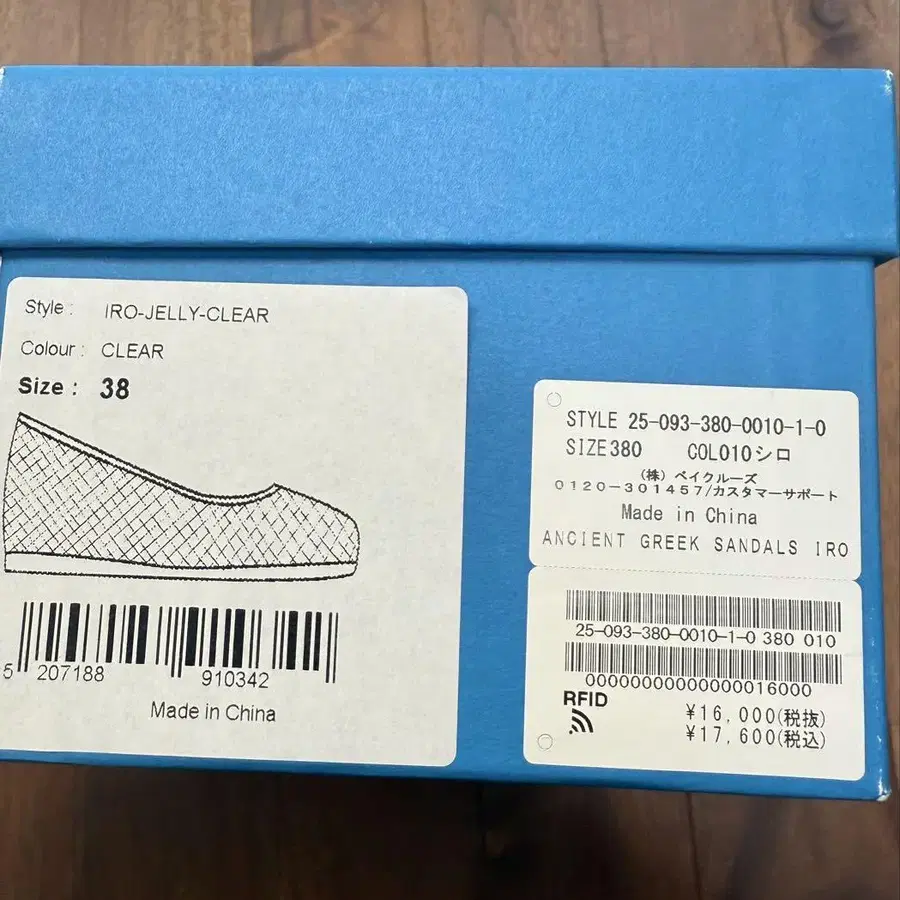 Style : IRO-JELLY-CLEAR
Colour : CLEAR
Size : 38
5 207188 910342
Made in China
STYLE 25-093-380-0010-1-0
SIZE380 COL010シロ
(株) ベイクルーズ
0120-301457/カスタマーサポート
Made in China
ANCIENT GREEK SANDALS IRO
25-093-380-0010-1-0 380 010
00000000000000016000
RFID
¥16,000(税抜)
¥17,600(税込)